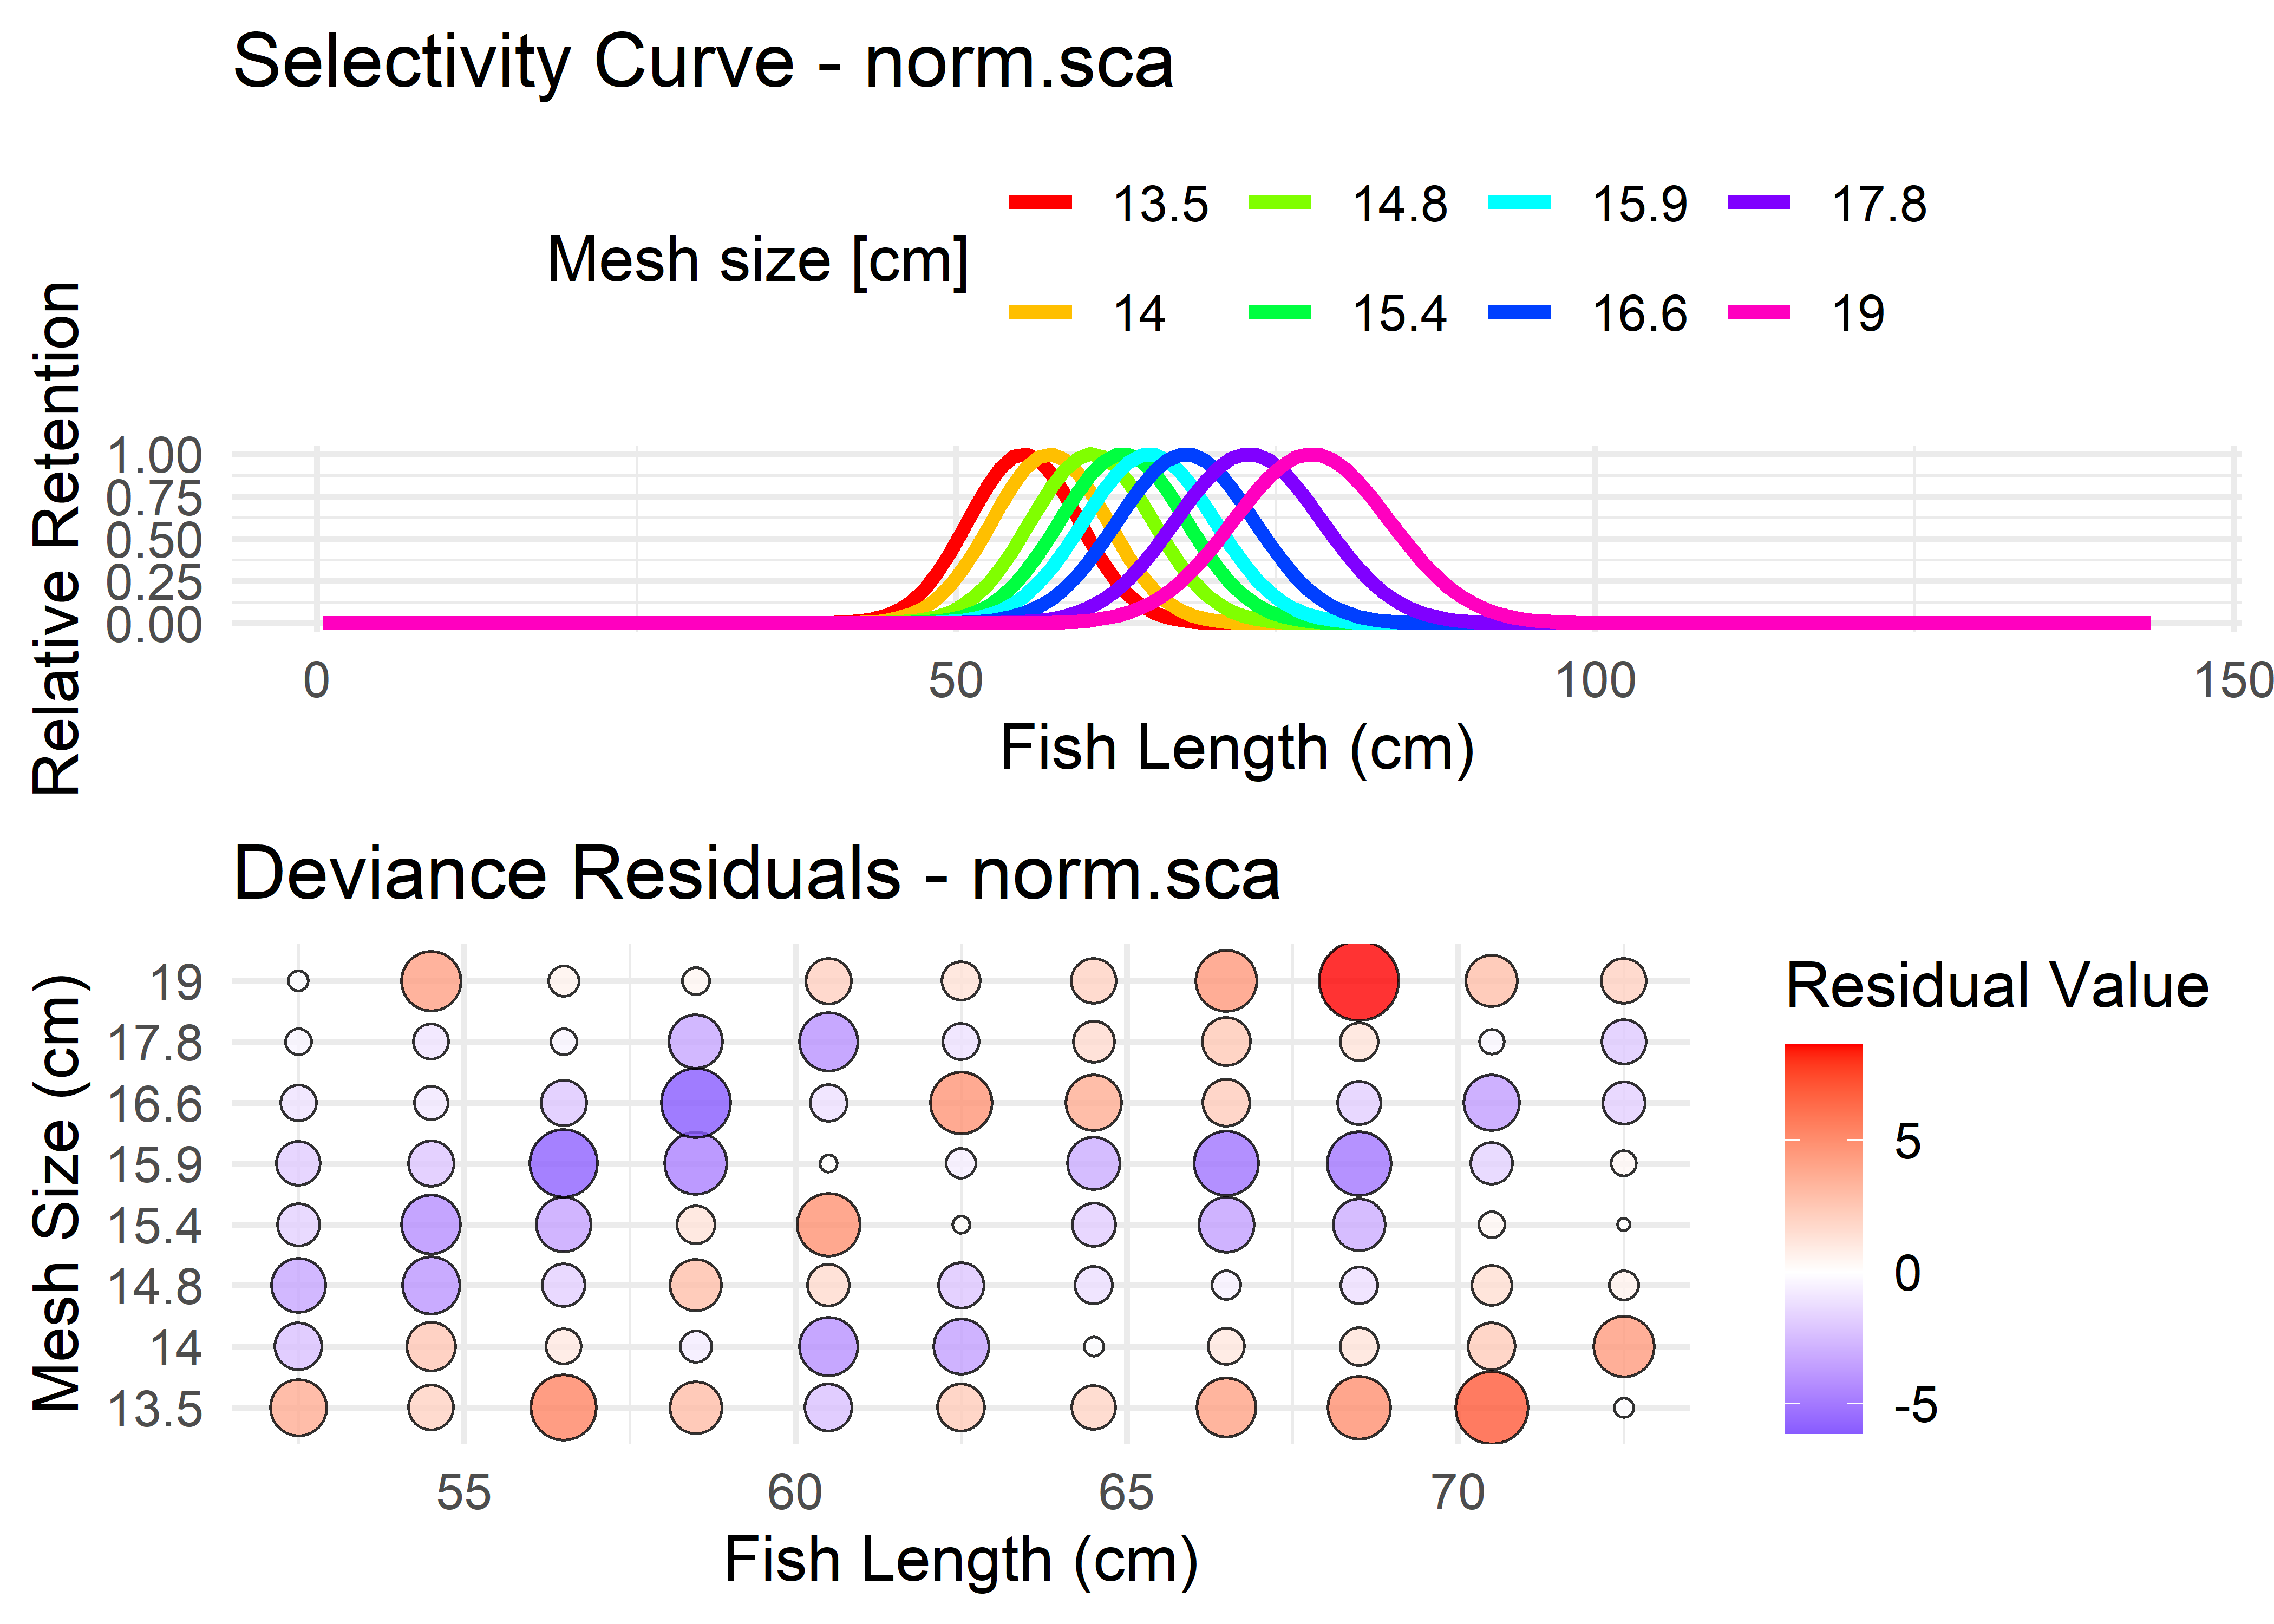 Selectivity Curve - norm.sca
Mesh size [cm]
13.5 14.8 15.9 17.8
14 15.4 16.6 19
Relative Retention
1.00
0.75
0.50
0.25
0.00
0 50 100 150
Fish Length (cm)
Deviance Residuals - norm.sca
Mesh Size (cm)
19
17.8
16.6
15.9
15.4
14.8
14
13.5
55 60 65 70
Fish Length (cm)
Residual Value
5
0
-5